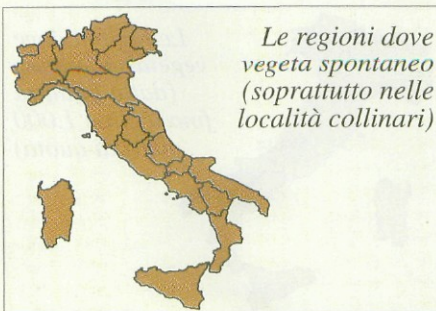 Le regioni dove
vegeta spontaneo
(soprattutto nelle
località collinari)